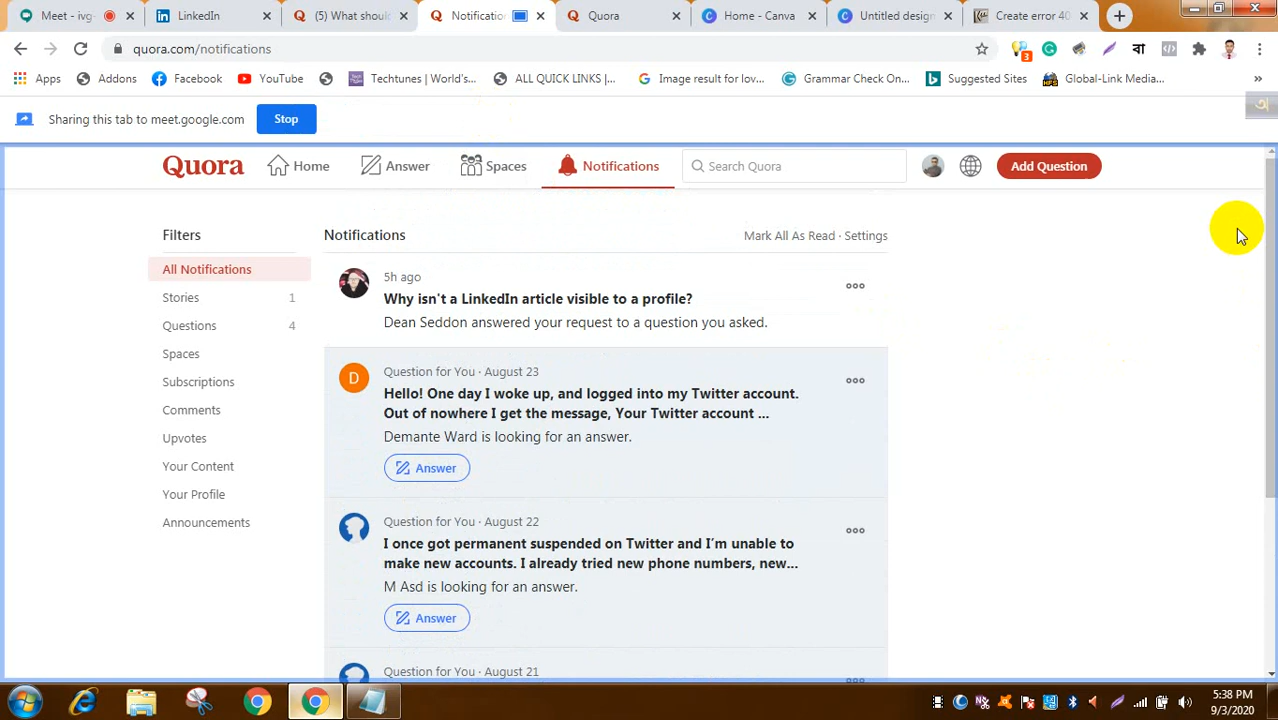 Meet - ivg-
LinkedIn
(5) What shoul
Notification
Quora
Home - Canva
Untitled design
Create error 40
quora.com/notifications
3
বা
Apps
Addons
Facebook
YouTube
Techtunes | World's...
ALL QUICK LINKS |...
Image result for lov...
Grammar Check On...
Suggested Sites
Global-Link Media...
»
Sharing this tab to meet.google.com
Stop
Quora
Home
Answer
Spaces
Notifications
Search Quora
Add Question
Filters
All Notifications
Stories 1
Questions 4
Spaces
Subscriptions
Comments
Upvotes
Your Content
Your Profile
Announcements
Notifications
Mark All As Read · Settings
5h ago
Why isn't a LinkedIn article visible to a profile?
Dean Seddon answered your request to a question you asked.
D
Question for You · August 23
Hello! One day I woke up, and logged into my Twitter account.
Out of nowhere I get the message, Your Twitter account ...
Demante Ward is looking for an answer.
Answer
Question for You · August 22
I once got permanent suspended on Twitter and I'm unable to
make new accounts. I already tried new phone numbers, new...
M Asd is looking for an answer.
Answer
Question for You · August 21
5:38 PM
9/3/2020